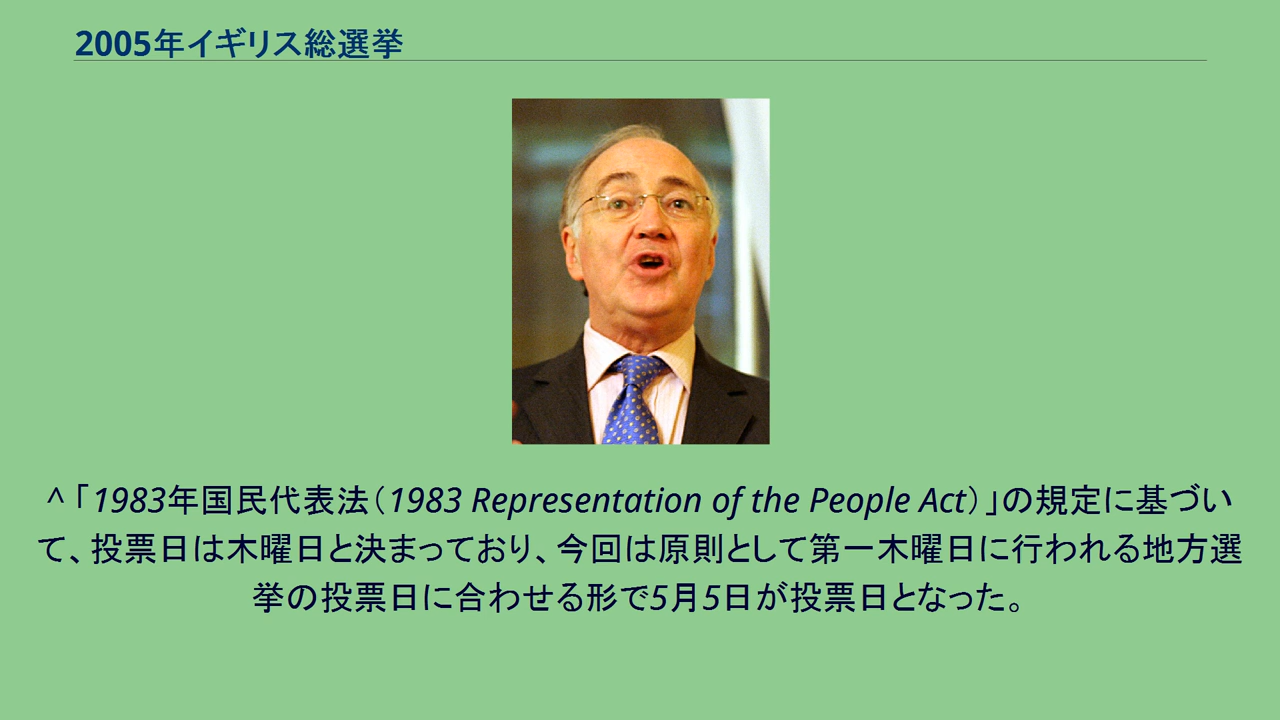 2005年イギリス総選挙
^「1983年国民代表法（1983 Representation of the People Act）」の規定に基づい
て、投票日は木曜日と決まっており、今回は原則として第一木曜日に行われる地方選
挙の投票日に合わせる形で5月5日が投票日となった。